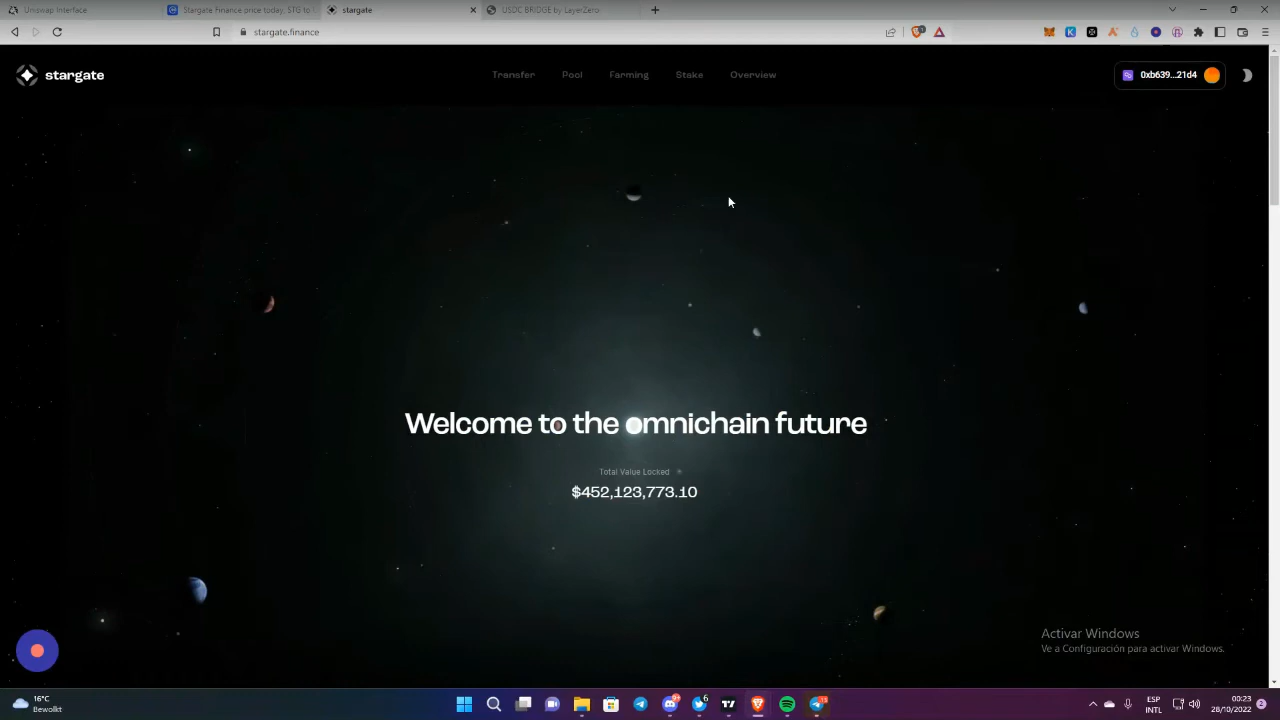 Uniswap Interface
Stargate Finance price today, STG to
stargate
USDC BRIDGE by LayerZero
stargate.finance
stargate
Transfer
Pool
Farming
Stake
Overview
0xb639...21d4
Welcome to the omnichain future
Total Value Locked
$452,123,773.10
Activar Windows
Ve a Configuración para activar Windows.
16°C
Bewolkt
ESP
INTL
00:23
28/10/2022